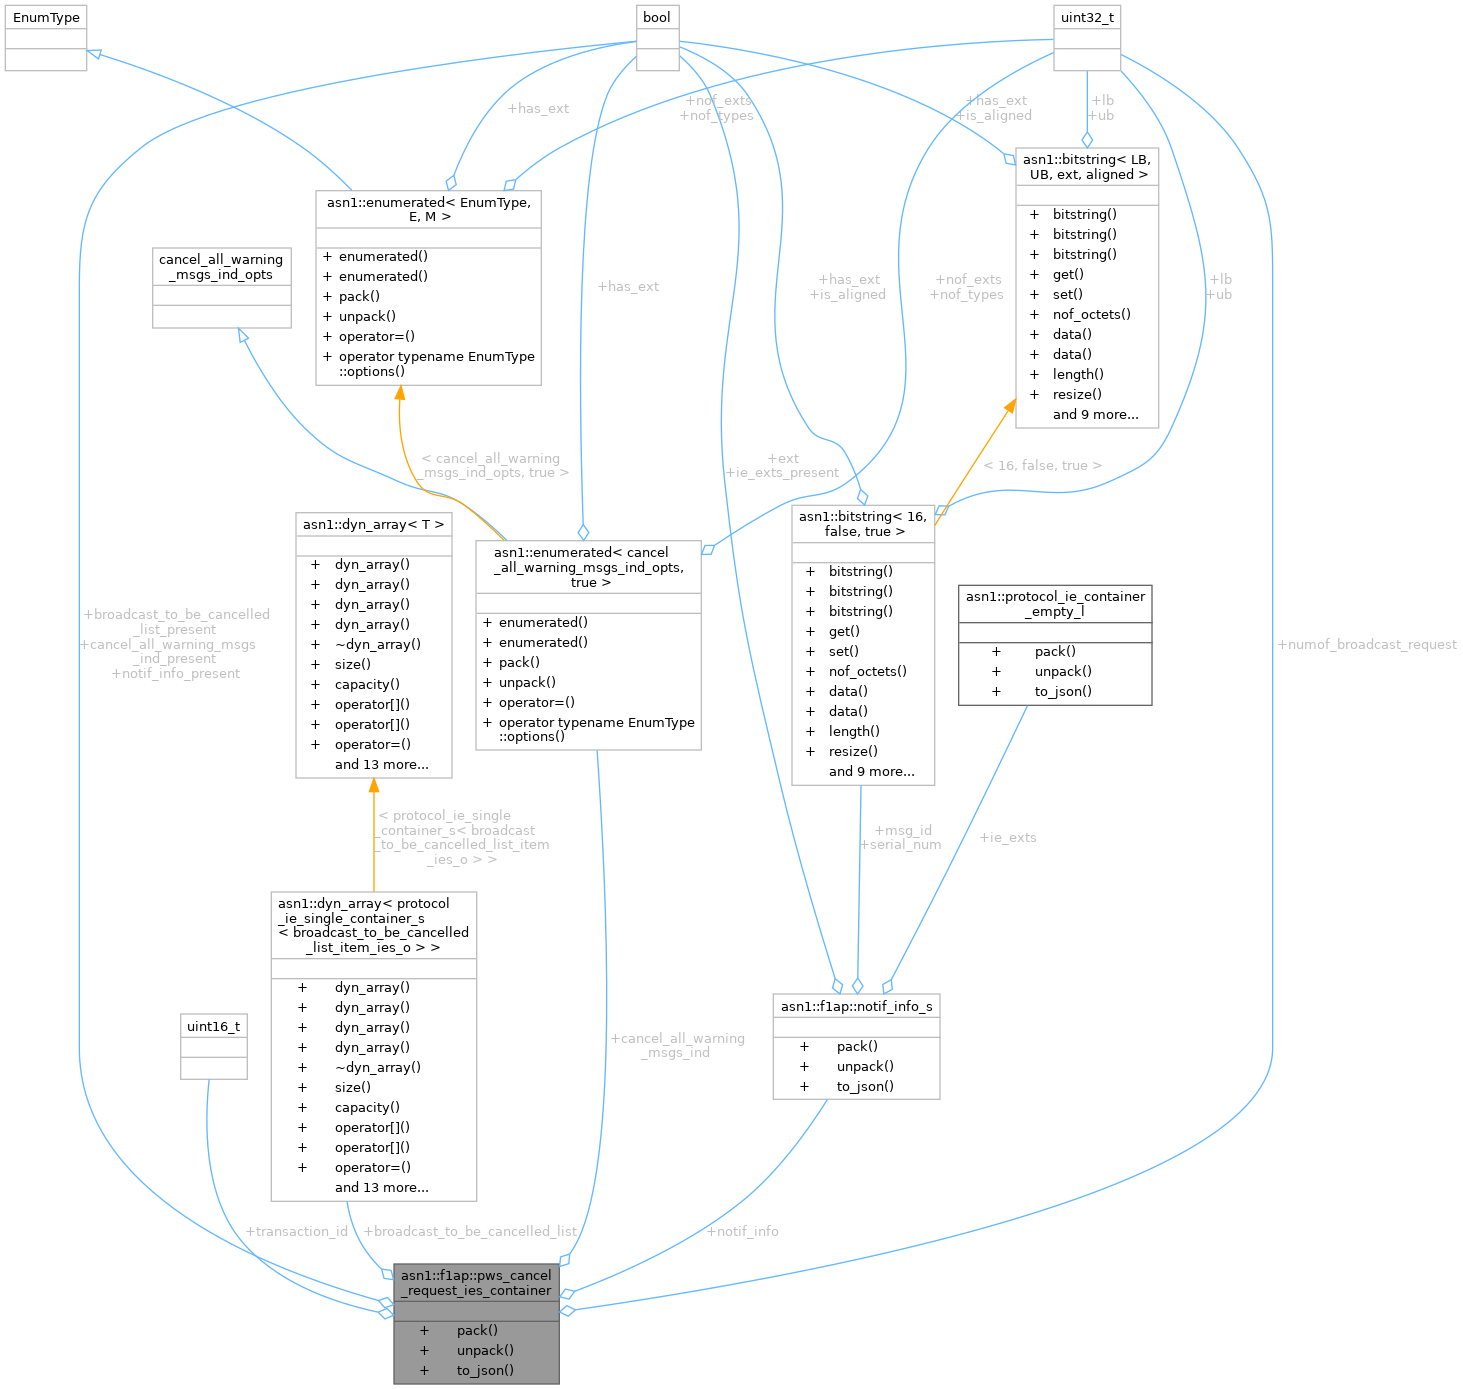 EnumType
bool
uint32_t
+has_ext
+nof_exts
+nof_types
+has_ext
+is_aligned
+lb
+ub
asn1::bitstring< LB,
UB, ext, aligned >
+ bitstring()
+ bitstring()
+ bitstring()
+ get()
+ set()
+ nof_octets()
+ data()
+ data()
+ length()
+ resize()
and 9 more...
asn1::enumerated< EnumType,
E, M >
+ enumerated()
+ enumerated()
+ pack()
+ unpack()
+ operator=()
+ operator typename EnumType
::options()
cancel_all_warning
_msgs_ind_opts
+has_ext
+has_ext
+is_aligned
+nof_exts
+nof_types
+lb
+ub
< cancel_all_warning
_msgs_ind_opts, true >
+ext
+ie_exts_present
< 16, false, true >
asn1::dyn_array< T >
+ dyn_array()
+ dyn_array()
+ dyn_array()
+ dyn_array()
+ ~dyn_array()
+ size()
+ capacity()
+ operator[]()
+ operator[]()
+ operator=()
and 13 more...
asn1::enumerated< cancel
_all_warning_msgs_ind_opts,
true >
+ enumerated()
+ enumerated()
+ pack()
+ unpack()
+ operator=()
+ operator typename EnumType
::options()
asn1::bitstring< 16,
false, true >
+ bitstring()
+ bitstring()
+ bitstring()
+ get()
+ set()
+ nof_octets()
+ data()
+ data()
+ length()
+ resize()
and 9 more...
asn1::protocol_ie_container
_empty_l
+ pack()
+ unpack()
+ to_json()
+broadcast_to_be_cancelled
_list_present
+cancel_all_warning_msgs
_ind_present
+notif_info_present
+numof_broadcast_request
< protocol_ie_single
_container_s< broadcast
_to_be_cancelled_list_item
_ies_o > >
+msg_id
+serial_num
+ie_exts
asn1::dyn_array< protocol
_ie_single_container_s
< broadcast_to_be_cancelled
_list_item_ies_o > >
+ dyn_array()
+ dyn_array()
+ dyn_array()
+ dyn_array()
+ ~dyn_array()
+ size()
+ capacity()
+ operator[]()
+ operator[]()
+ operator=()
and 13 more...
uint16_t
+cancel_all_warning
_msgs_ind
asn1::f1ap::notif_info_s
+ pack()
+ unpack()
+ to_json()
+transaction_id
+broadcast_to_be_cancelled_list
+notif_info
asn1::f1ap::pws_cancel
_request_ies_container
+ pack()
+ unpack()
+ to_json()